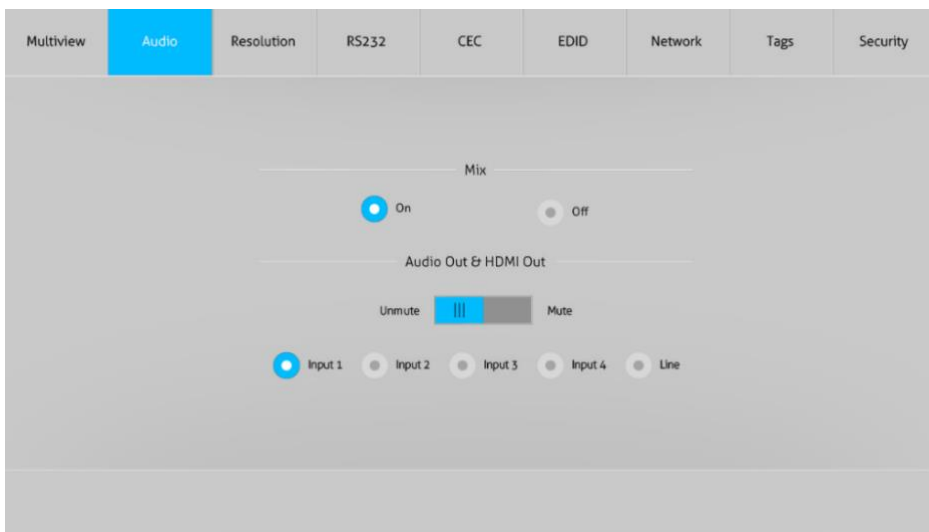 Multiview Audio Resolution RS232 CEC EDID Network Tags Security
Mix
On Off
Audio Out & HDMI Out
Unmute Mute
Input 1 Input 2 Input 3 Input 4 Line